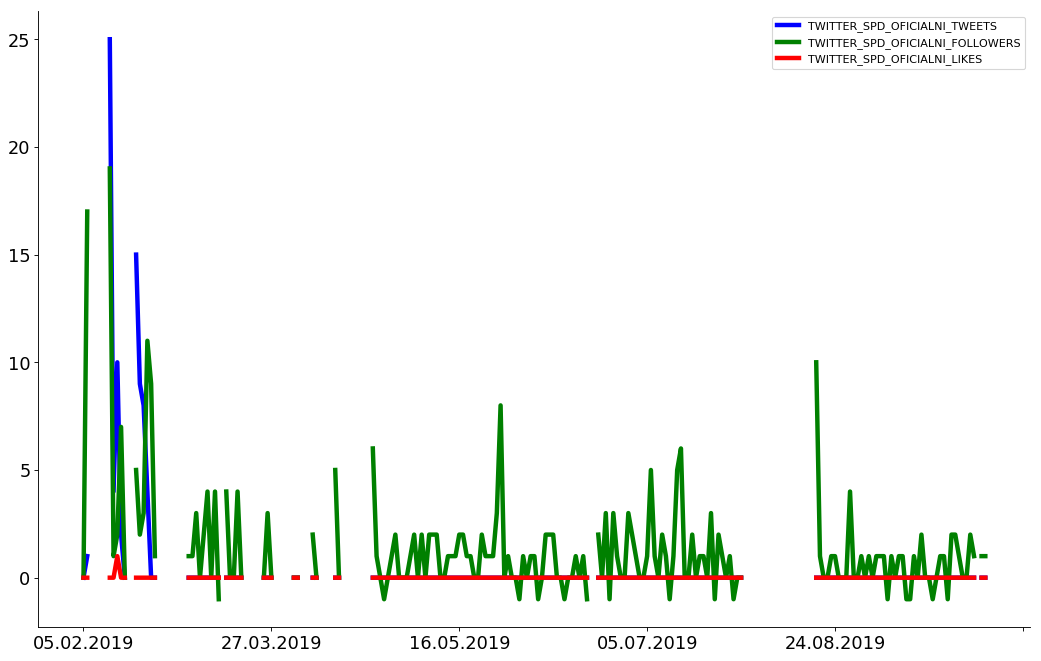 TWITTER_SPD_OFICIALNI_TWEETS
TWITTER_SPD_OFICIALNI_FOLLOWERS
TWITTER_SPD_OFICIALNI_LIKES
25
20
15
10
5
0
05.02.2019 27.03.2019 16.05.2019 05.07.2019 24.08.2019